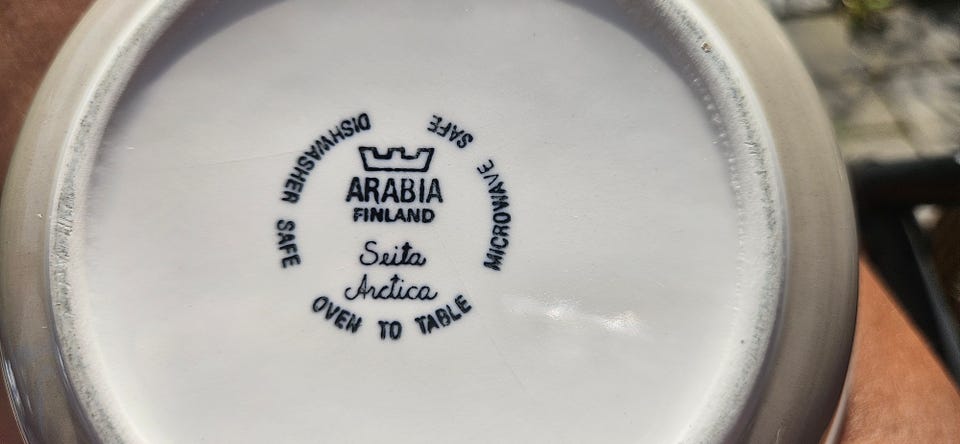 ARABIA
FINLAND
Seita
Arctica
OVEN TO TABLE
DISHWASHER SAFE
MICROWAVE SAFE